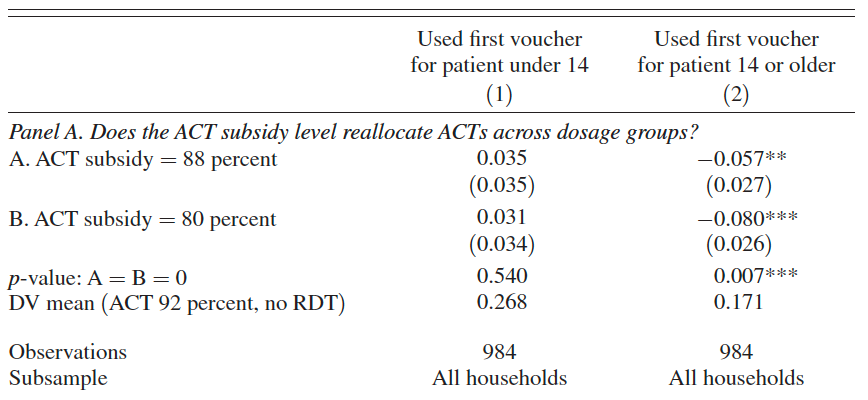 Used first voucher Used first voucher
for patient under 14 for patient 14 or older
(1) (2)
Panel A. Does the ACT subsidy level reallocate ACTs across dosage groups?
A. ACT subsidy = 88 percent 0.035 −0.057**
(0.035) (0.027)
B. ACT subsidy = 80 percent 0.031 −0.080***
(0.034) (0.026)
p-value: A = B = 0 0.540 0.007***
DV mean (ACT 92 percent, no RDT) 0.268 0.171
Observations 984 984
Subsample All households All households